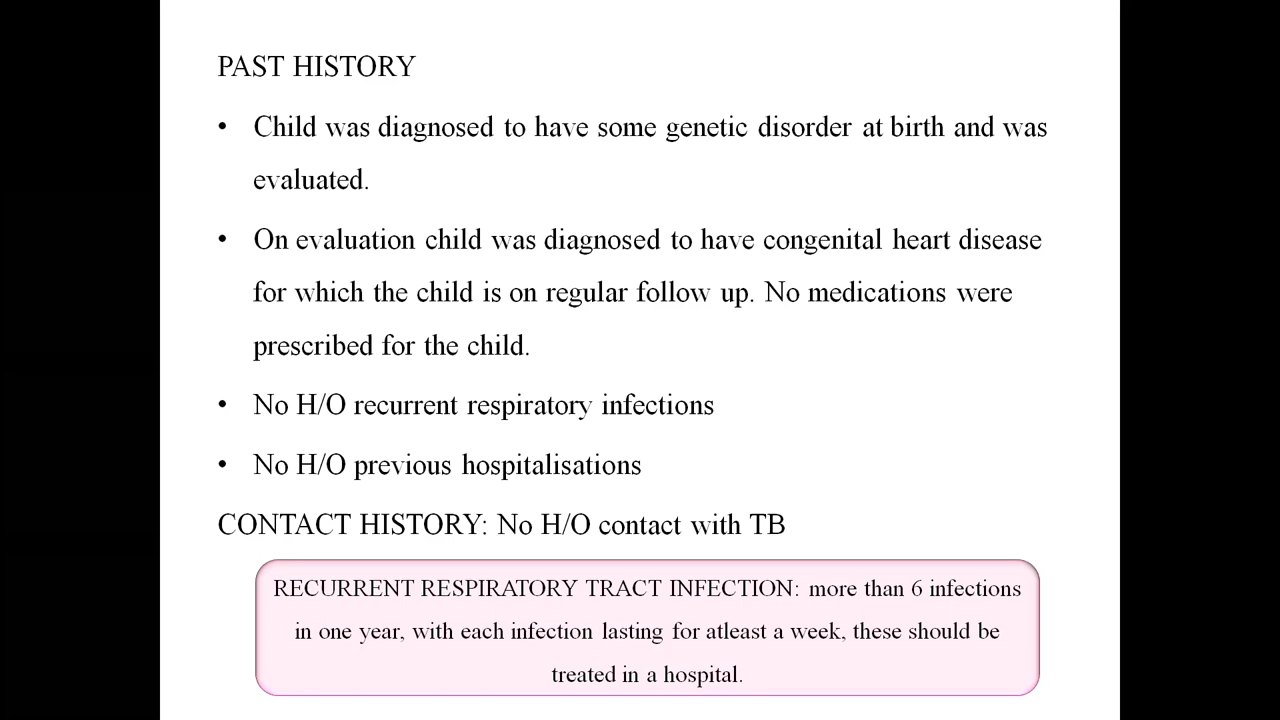 PAST HISTORY
• Child was diagnosed to have some genetic disorder at birth and was
evaluated.
• On evaluation child was diagnosed to have congenital heart disease
for which the child is on regular follow up. No medications were
prescribed for the child.
• No H/O recurrent respiratory infections
• No H/O previous hospitalisations
CONTACT HISTORY: No H/O contact with TB
RECURRENT RESPIRATORY TRACT INFECTION: more than 6 infections
in one year, with each infection lasting for atleast a week, these should be
treated in a hospital.